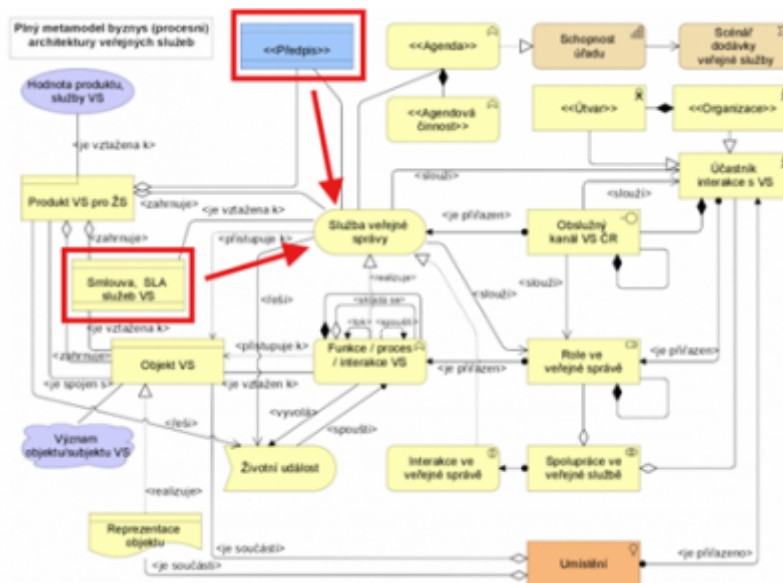 Plný metamodel byznys (procesní)
architektury veřejných služeb
<<Předpis>>
<<Agenda>>
Schopnost
úřadu
Scénář
dodávky
veřejné služby
Hodnota produktu,
služby VS
<<Agendová
činnost>>
<<Útvar>>
<<Organizace>>
<je vztažena k>
<slouží>
Účastník
interakce s VS
Produkt VS pro ŽS
<zahrnuje>
<je vztažena k>
Služba veřejné
správy
<je přiřazen>
Obslužný
kanál VS ČR
<slouží>
<zahrnuje>
<přistupuje k>
Smlouva, SLA
služeb VS
<realizuje>
<řeší>
<skládá se>
<slouží>
<slouží>
<je vztažena k>
<spouští>
<zahrnuje>
Objekt VS
<přistupuje k>
Funkce / proces
/ interakce VS
<je přiřazen>
Role ve
veřejné správě
<je přiřazen>
<je spojen s>
<je vztažen k>
<řeší>
<vyvolá>
<spouští>
Význam
objektu/subjektu VS
Životní událost
Interakce ve
veřejné správě
Spolupráce ve
veřejné službě
<realizuje>
Reprezentace
objektu
<je součástí>
<je součástí>
Umístění
<je přiřazeno>